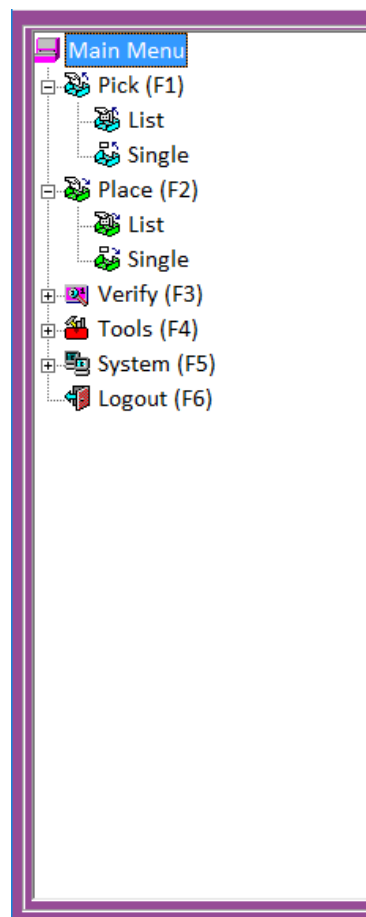 Main Menu
Pick (F1)
List
Single
Place (F2)
List
Single
Verify (F3)
Tools (F4)
System (F5)
Logout (F6)